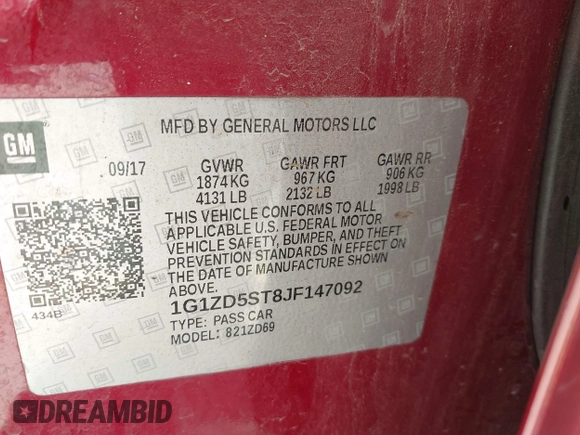 GM
MFD BY GENERAL MOTORS LLC
09/17 GVWR GAWR FRT GAWR RR
1874 KG 967 KG 906 KG
4131 LB 2132 LB 1998 LB
THIS VEHICLE CONFORMS TO ALL
APPLICABLE U.S. FEDERAL MOTOR
VEHICLE SAFETY, BUMPER, AND THEFT
PREVENTION STANDARDS IN EFFECT ON
THE DATE OF MANUFACTURE SHOWN
ABOVE.
1G1ZD5ST8JF147092
TYPE: PASS CAR
MODEL: 821ZD69
434B
DREAMBID